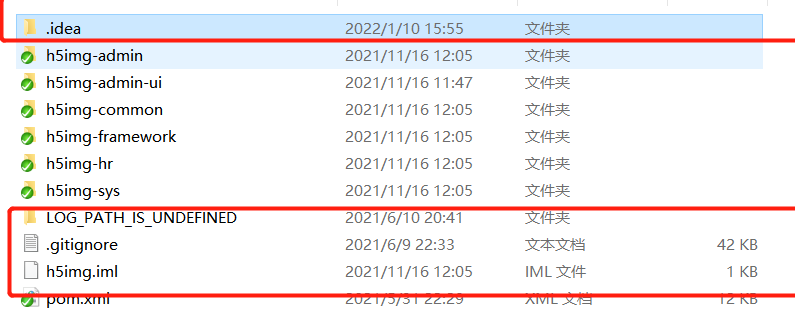 .idea 2022/1/10 15:55 文件夹
h5img-admin 2021/11/16 12:05 文件夹
h5img-admin-ui 2021/11/16 11:47 文件夹
h5img-common 2021/11/16 12:05 文件夹
h5img-framework 2021/11/16 12:05 文件夹
h5img-hr 2021/11/16 12:05 文件夹
h5img-sys 2021/11/16 12:05 文件夹
LOG_PATH_IS_UNDEFINED 2021/6/10 20:41 文件夹
.gitignore 2021/6/9 22:33 文本文档 42 KB
h5img.iml 2021/11/16 12:05 IML 文件 1 KB
pom.xml 2021/5/31 22:29 XML 文档 12 KB